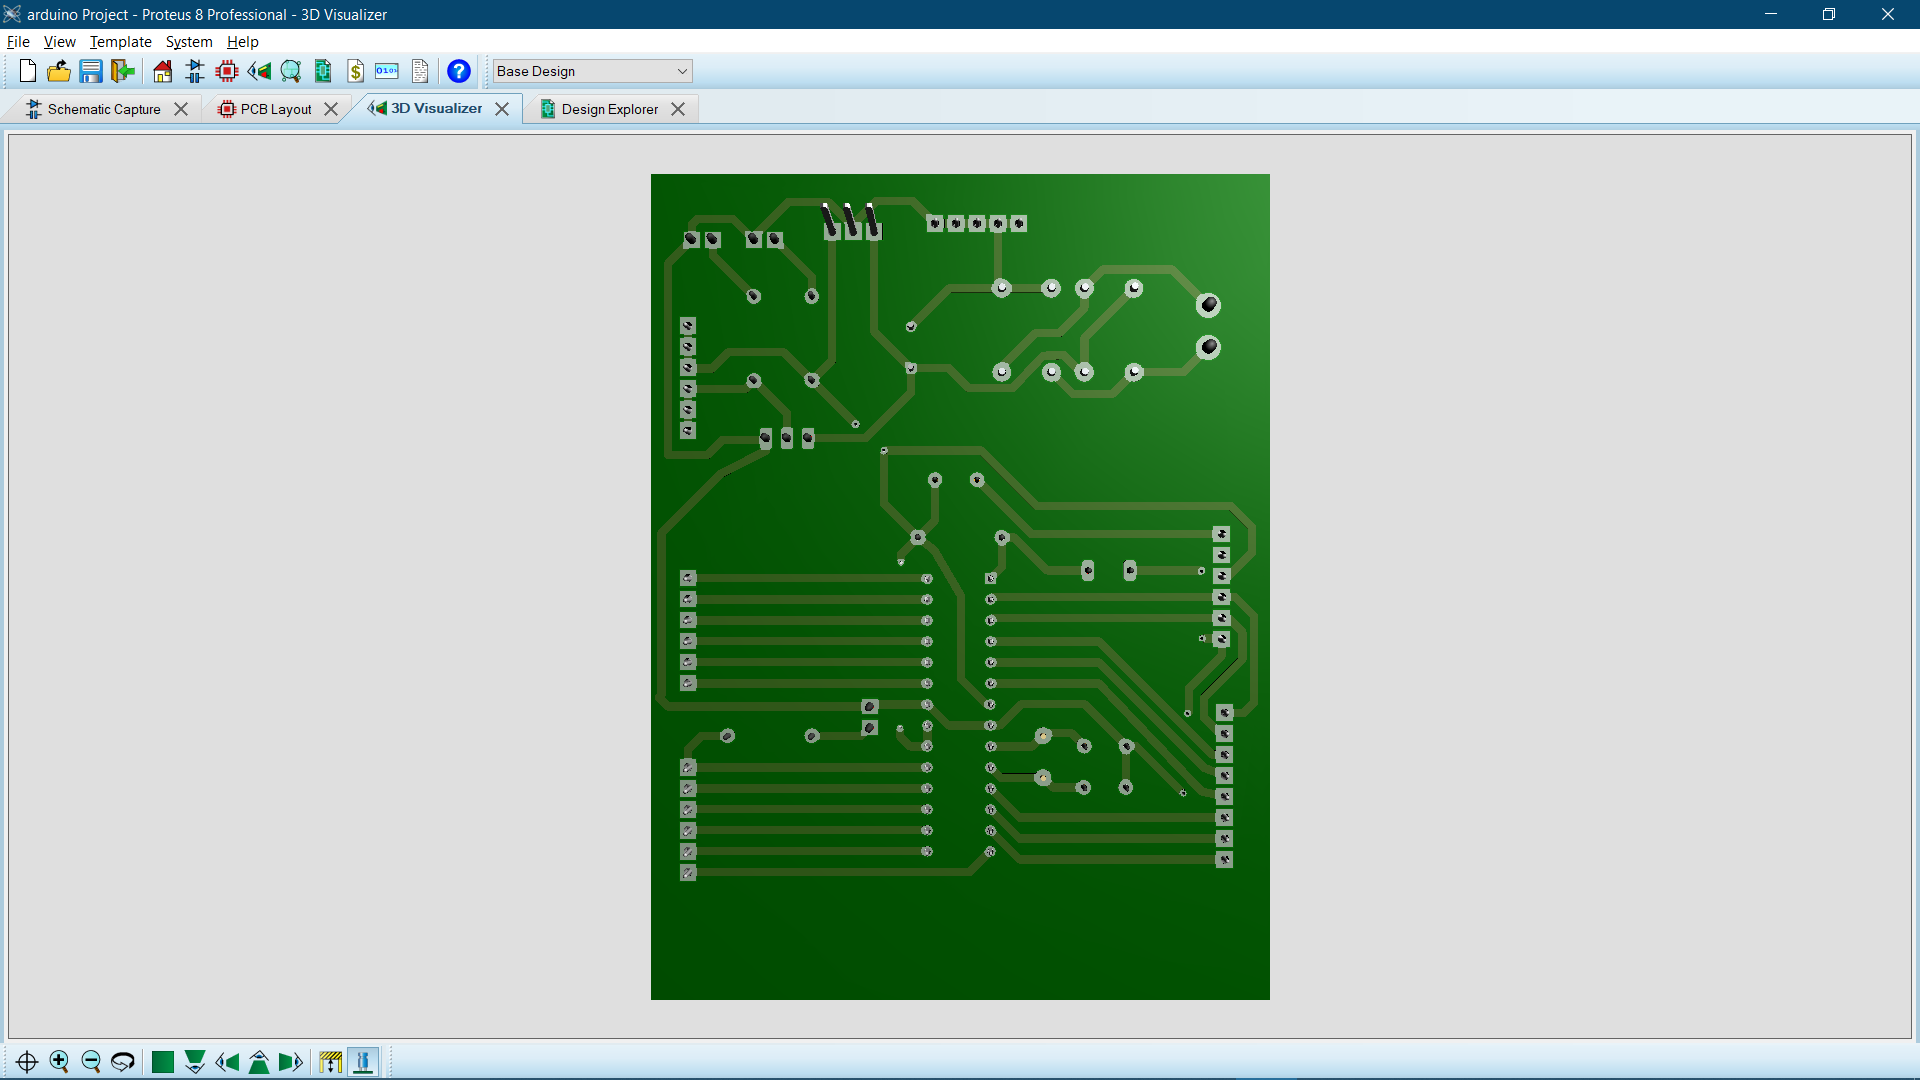 arduino Project - Proteus 8 Professional - 3D Visualizer
File View Template System Help
$ 0101 ? Base Design
Schematic Capture PCB Layout 3D Visualizer Design Explorer